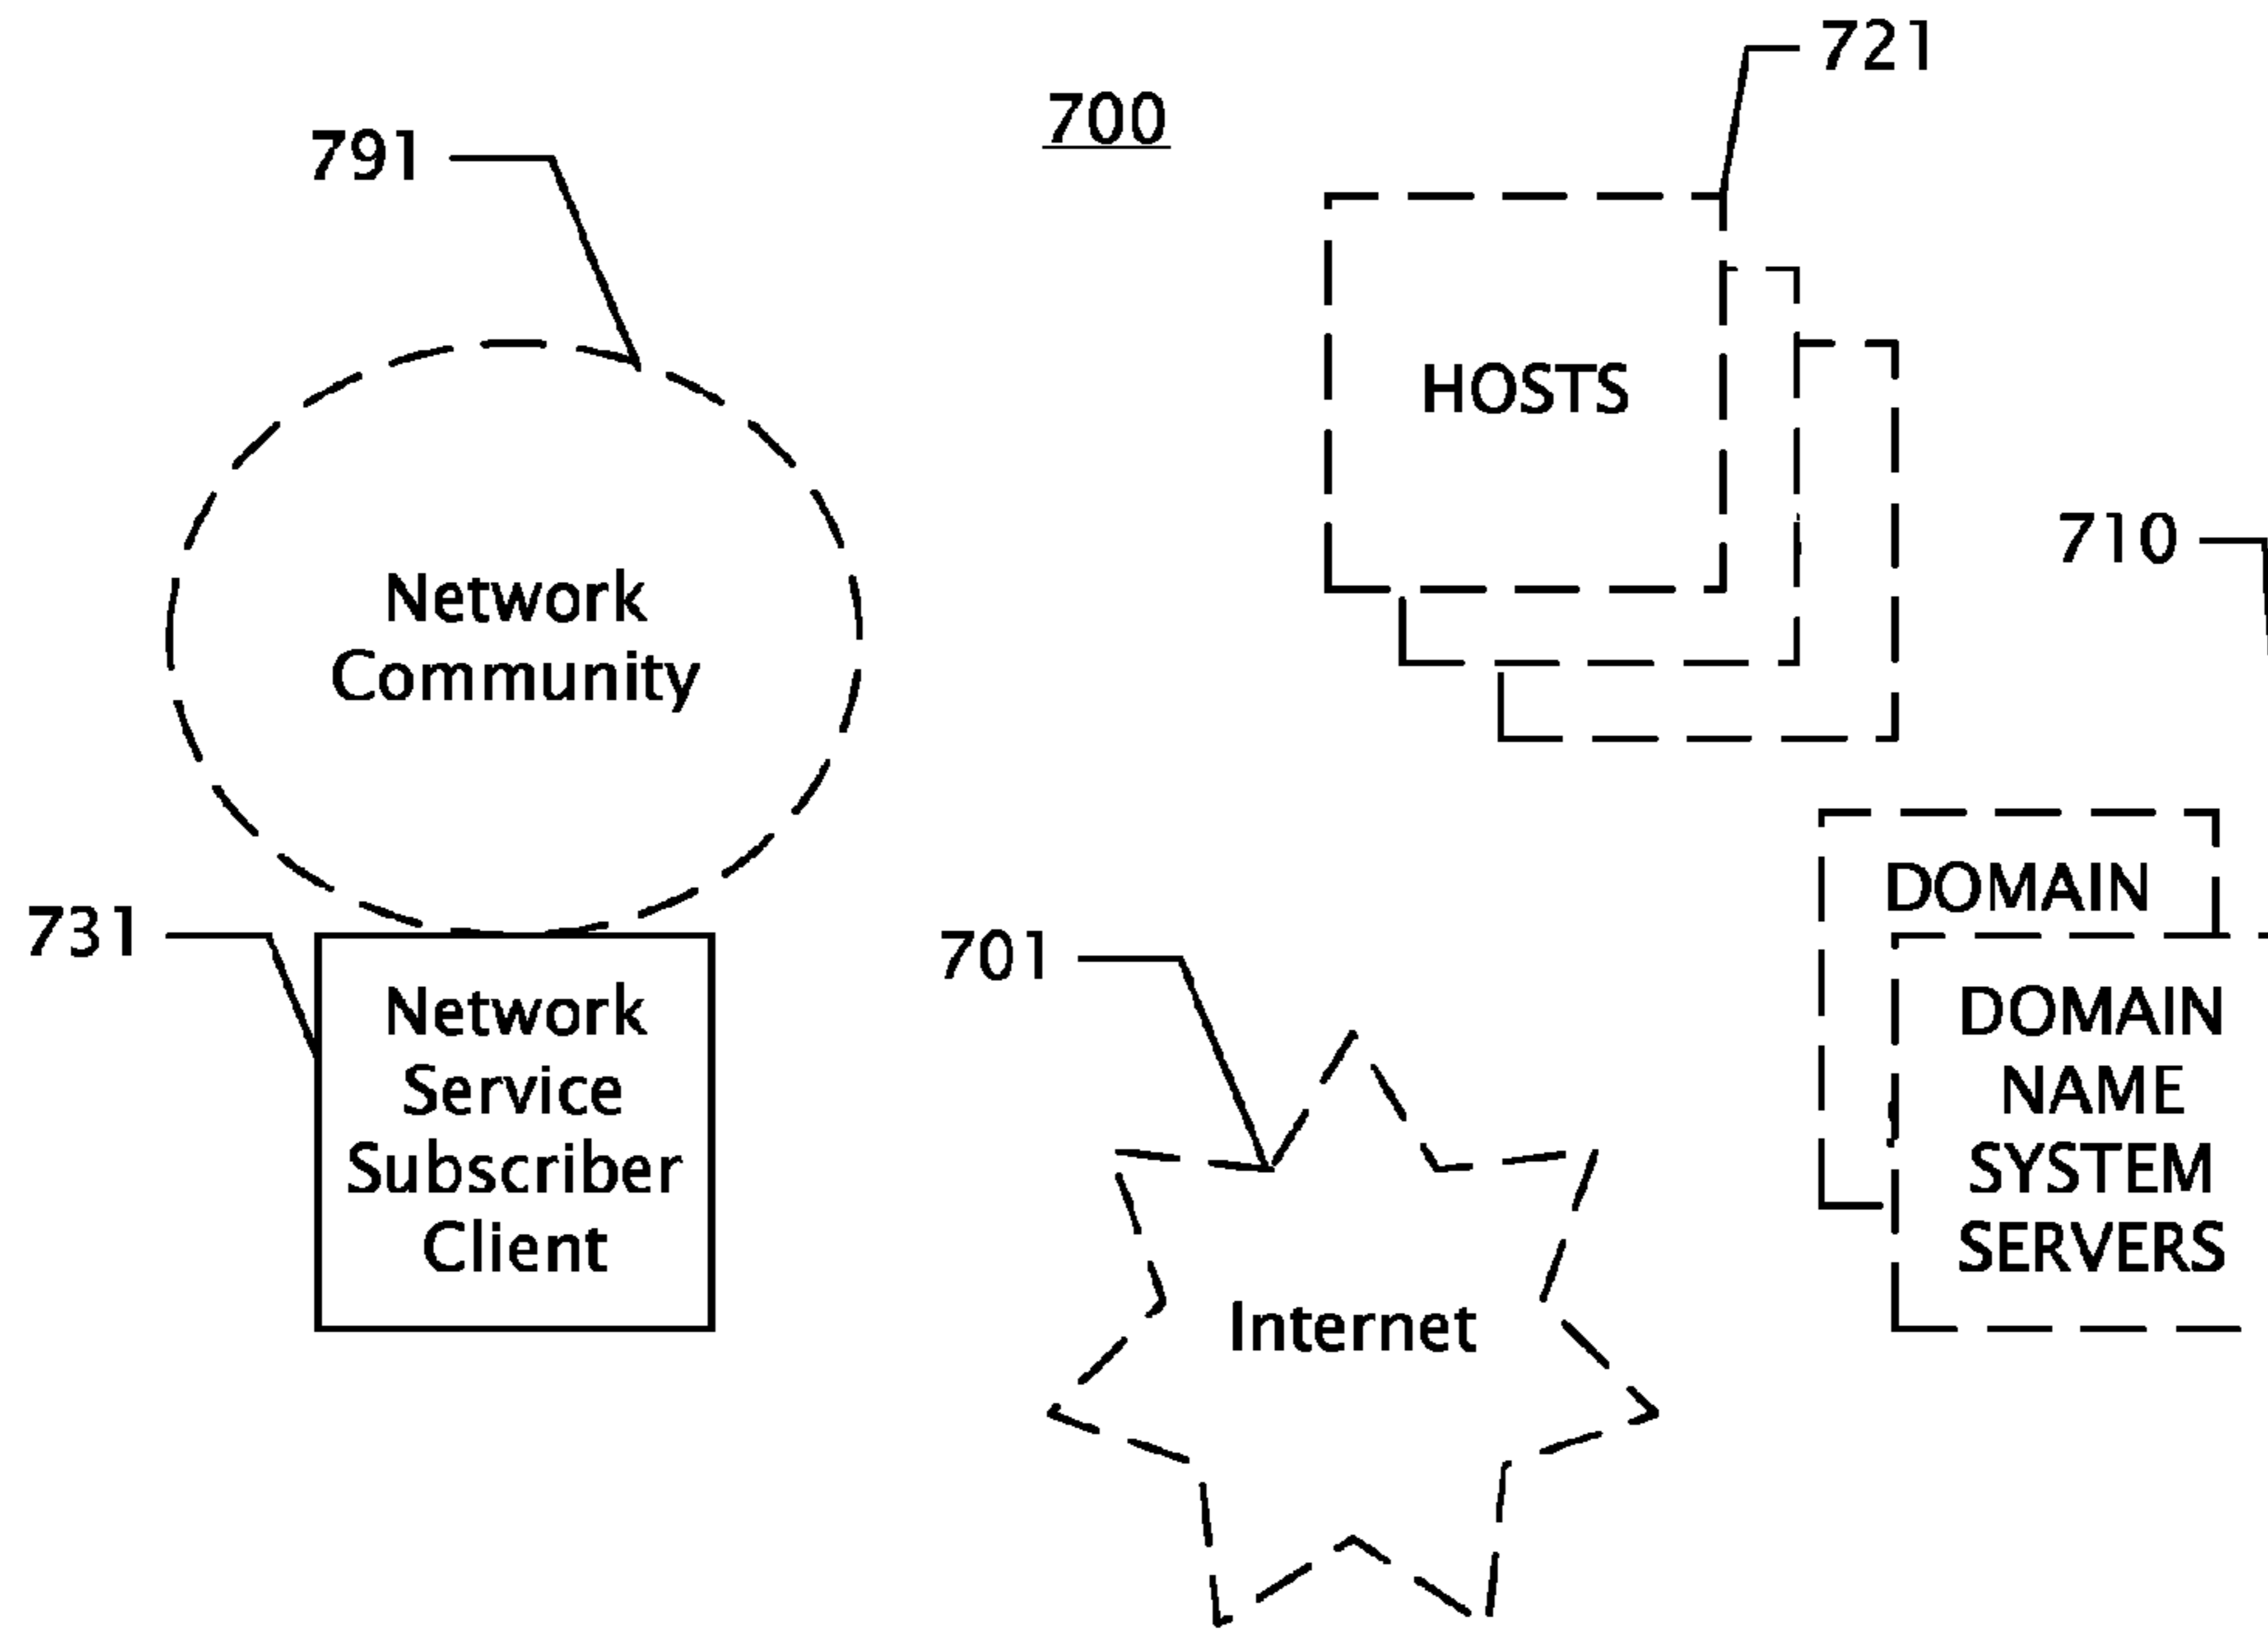 721
700
791
HOSTS
710
Network
Community
DOMAIN
731
701
Network
Service
Subscriber
Client
DOMAIN
NAME
SYSTEM
SERVERS
Internet